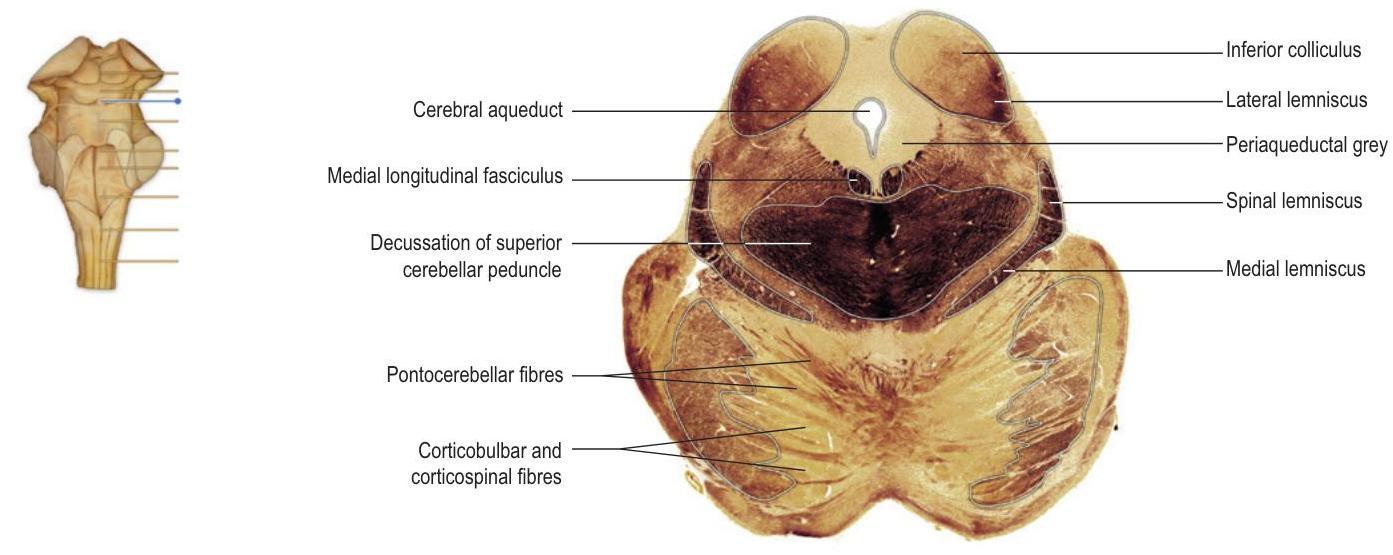 Cerebral aqueduct
Medial longitudinal fasciculus
Decussation of superior
cerebellar peduncle
Pontocerebellar fibres
Corticobulbar and
corticospinal fibres
Inferior colliculus
Lateral lemniscus
Periaqueductal grey
Spinal lemniscus
Medial lemniscus